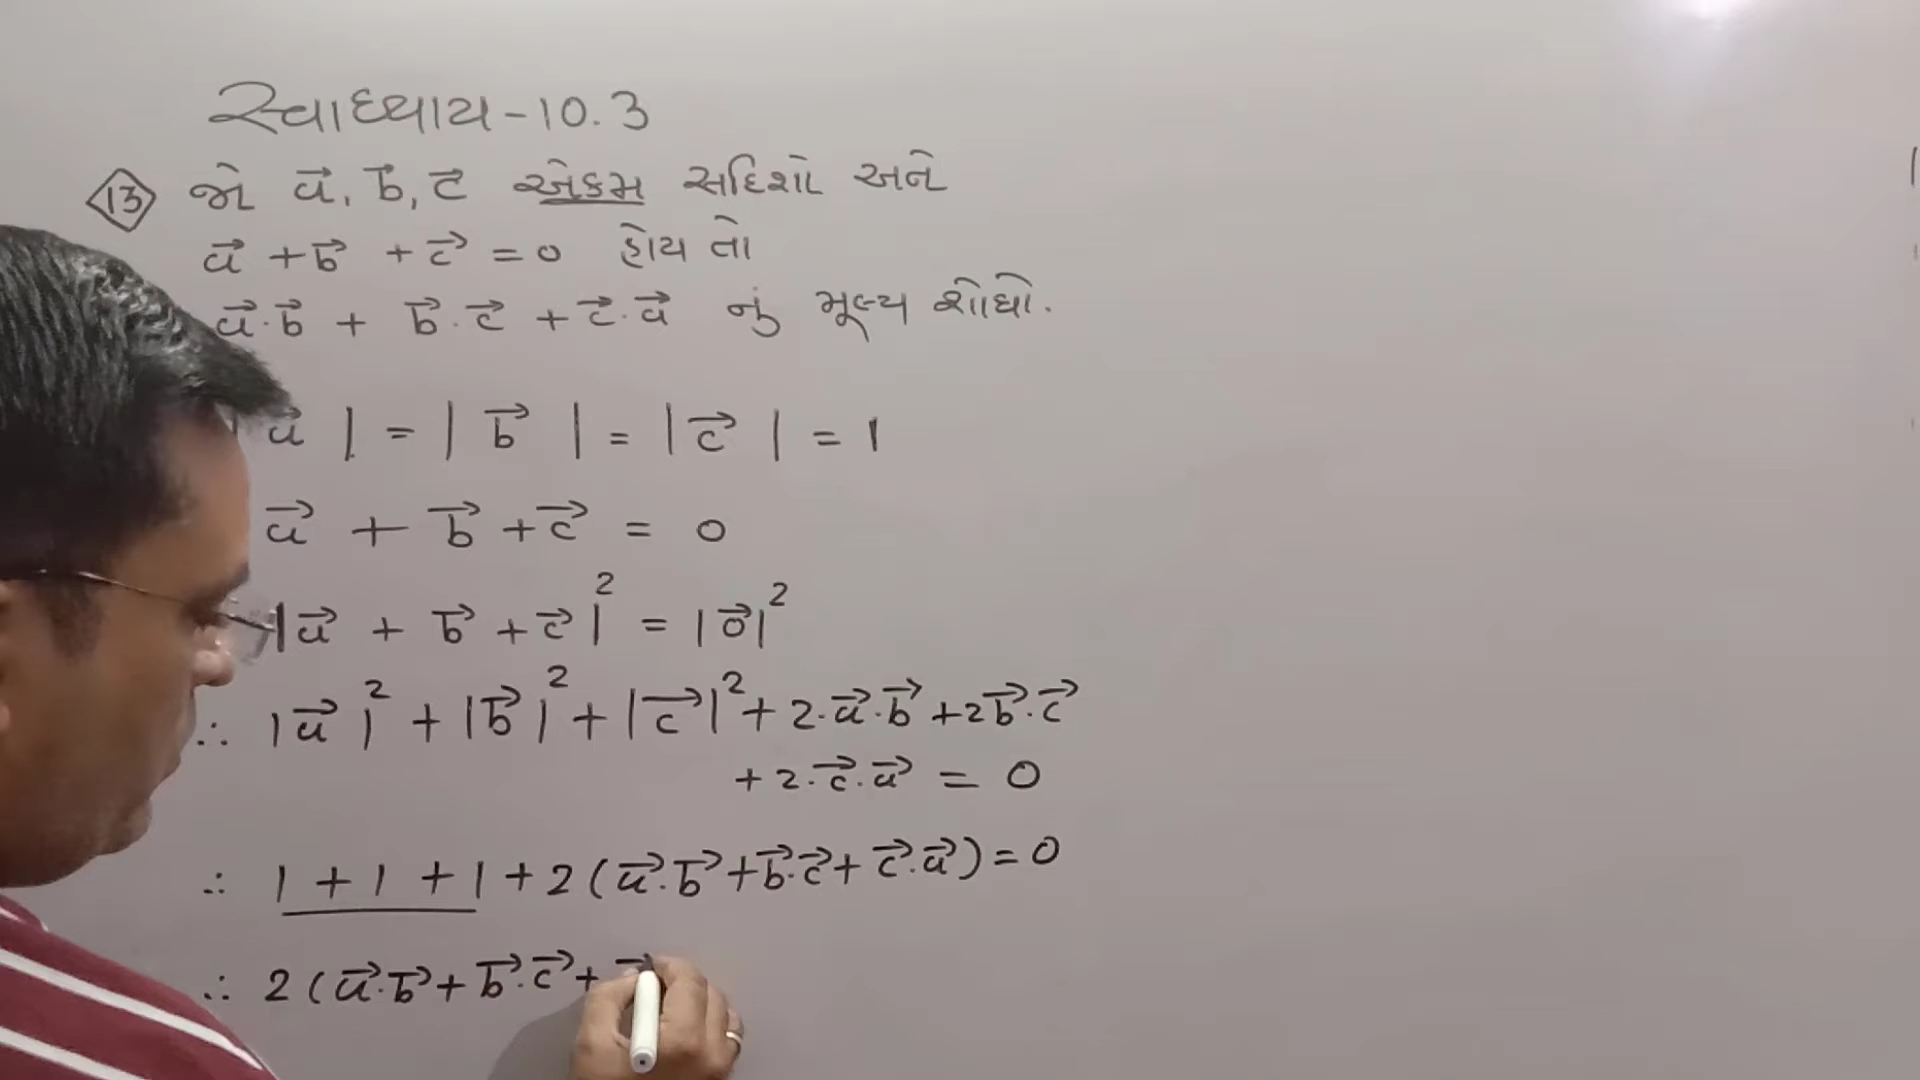 સ્વાધ્યાય-10.3
13 જો a⃗, b⃗, c⃗ એકમ સદિશો અને
a⃗ + b⃗ + c⃗ = 0 હોય તો
a⃗·b⃗ + b⃗·c⃗ + c⃗·a⃗ નું મૂલ્ય શોધો.
|a⃗| = |b⃗| = |c⃗| = 1
a⃗ + b⃗ + c⃗ = 0
|a⃗ + b⃗ + c⃗|² = |0⃗|²
∴ |a⃗|² + |b⃗|² + |c⃗|² + 2·a⃗·b⃗ + 2b⃗·c⃗
+ 2·c⃗·a⃗ = 0
∴ 1 + 1 + 1 + 2(a⃗·b⃗ + b⃗·c⃗ + c⃗·a⃗) = 0
∴ 2(a⃗·b⃗ + b⃗·c⃗ +